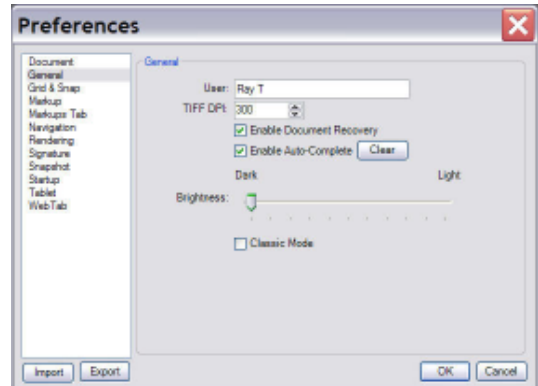 Preferences
Document
General
Grid & Snap
Markup
Markups Tab
Navigation
Rendering
Signature
Snapshot
Startup
Tablet
WebTab
General
User: Ray T
TIFF DPI: 300
Enable Document Recovery
Enable Auto-Complete Clear
Dark Light
Brightness:
Classic Mode
Import Export OK Cancel